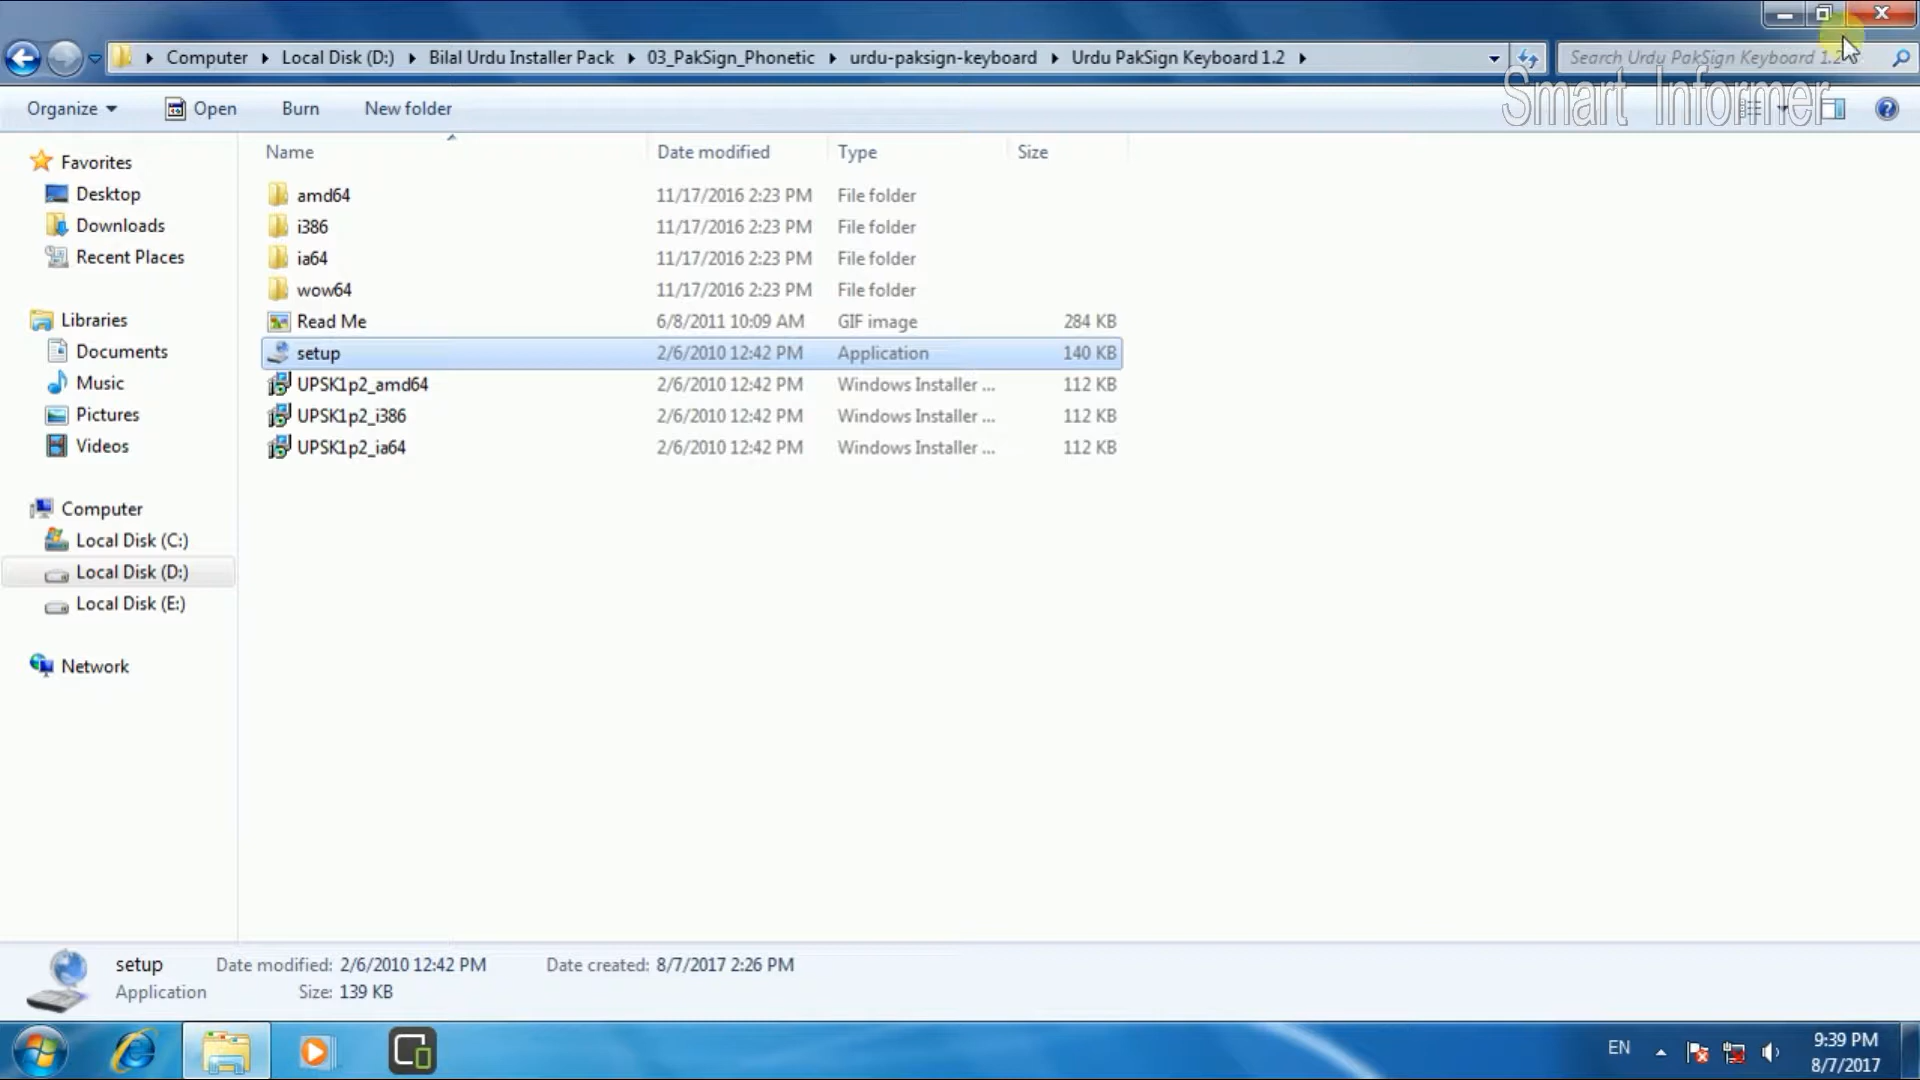 Computer Local Disk (D:) Bilal Urdu Installer Pack 03_PakSign_Phonetic urdu-paksign-keyboard Urdu PakSign Keyboard 1.2
Search Urdu PakSign Keyboard 1.2
Smart Informer
Organize Open Burn New folder
Name Date modified Type Size
Favorites
Desktop
Downloads
Recent Places
Libraries
Documents
Music
Pictures
Videos
Computer
Local Disk (C:)
Local Disk (D:)
Local Disk (E:)
Network
amd64 11/17/2016 2:23 PM File folder
i386 11/17/2016 2:23 PM File folder
ia64 11/17/2016 2:23 PM File folder
wow64 11/17/2016 2:23 PM File folder
Read Me 6/8/2011 10:09 AM GIF image 284 KB
setup 2/6/2010 12:42 PM Application 140 KB
UPSK1p2_amd64 2/6/2010 12:42 PM Windows Installer ... 112 KB
UPSK1p2_i386 2/6/2010 12:42 PM Windows Installer ... 112 KB
UPSK1p2_ia64 2/6/2010 12:42 PM Windows Installer ... 112 KB
setup Date modified: 2/6/2010 12:42 PM Date created: 8/7/2017 2:26 PM
Application Size: 139 KB
EN
9:39 PM
8/7/2017